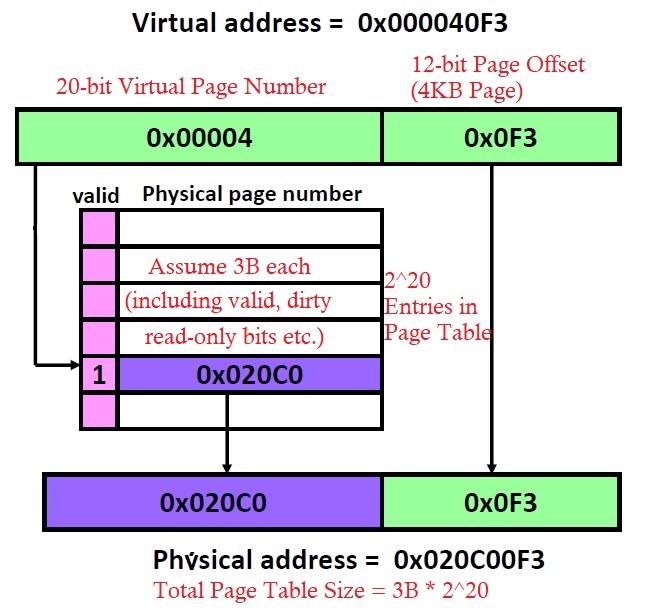 Virtual address = 0x000040F3
20-bit Virtual Page Number
12-bit Page Offset
(4KB Page)
0x00004
0x0F3
valid
Physical page number
Assume 3B each
(including valid, dirty
read-only bits etc.)
2^20
Entries in
Page Table
1
0x020C0
0x020C0
0x0F3
Physical address = 0x020C00F3
Total Page Table Size = 3B * 2^20